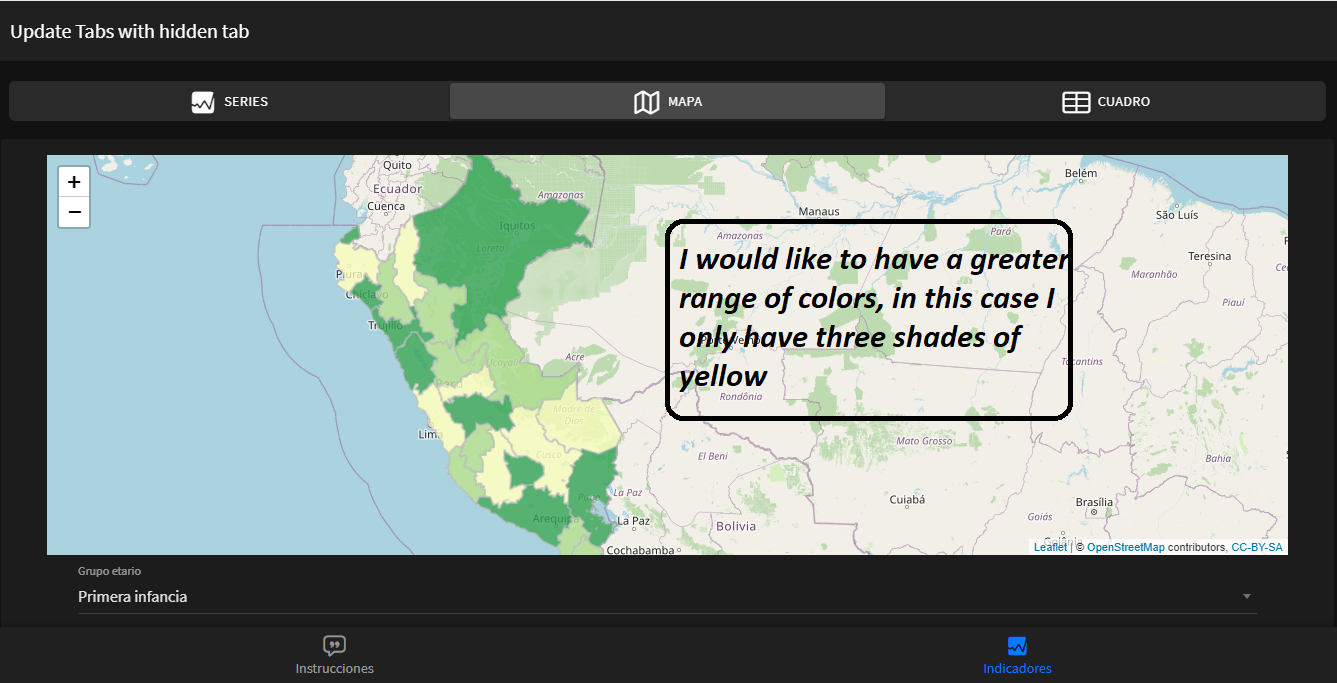 Update Tabs with hidden tab
SERIES
MAPA
CUADRO
+
−
Quito
Ecuador
Cuenca
Amazonas
Iquitos
Loreto
Piura
Chiclayo
Trujillo
Ucayali
Acre
Lima
Madre de
Dios
Cusco
Puno
Arequipa
La Paz
La Paz
Cochabamba
Manaus
Amazonas
Pará
Belém
São Luís
Teresina
Maranhão
Piauí
Tocantins
Rondônia
Mato Grosso
El Beni
Bolivia
Cuiabá
Goiás
Brasília
Goiânia
Bahia
I would like to have a greater
range of colors, in this case I
only have three shades of
yellow
Leaflet | © OpenStreetMap contributors, CC-BY-SA
Grupo etario
Primera infancia
Instrucciones
Indicadores